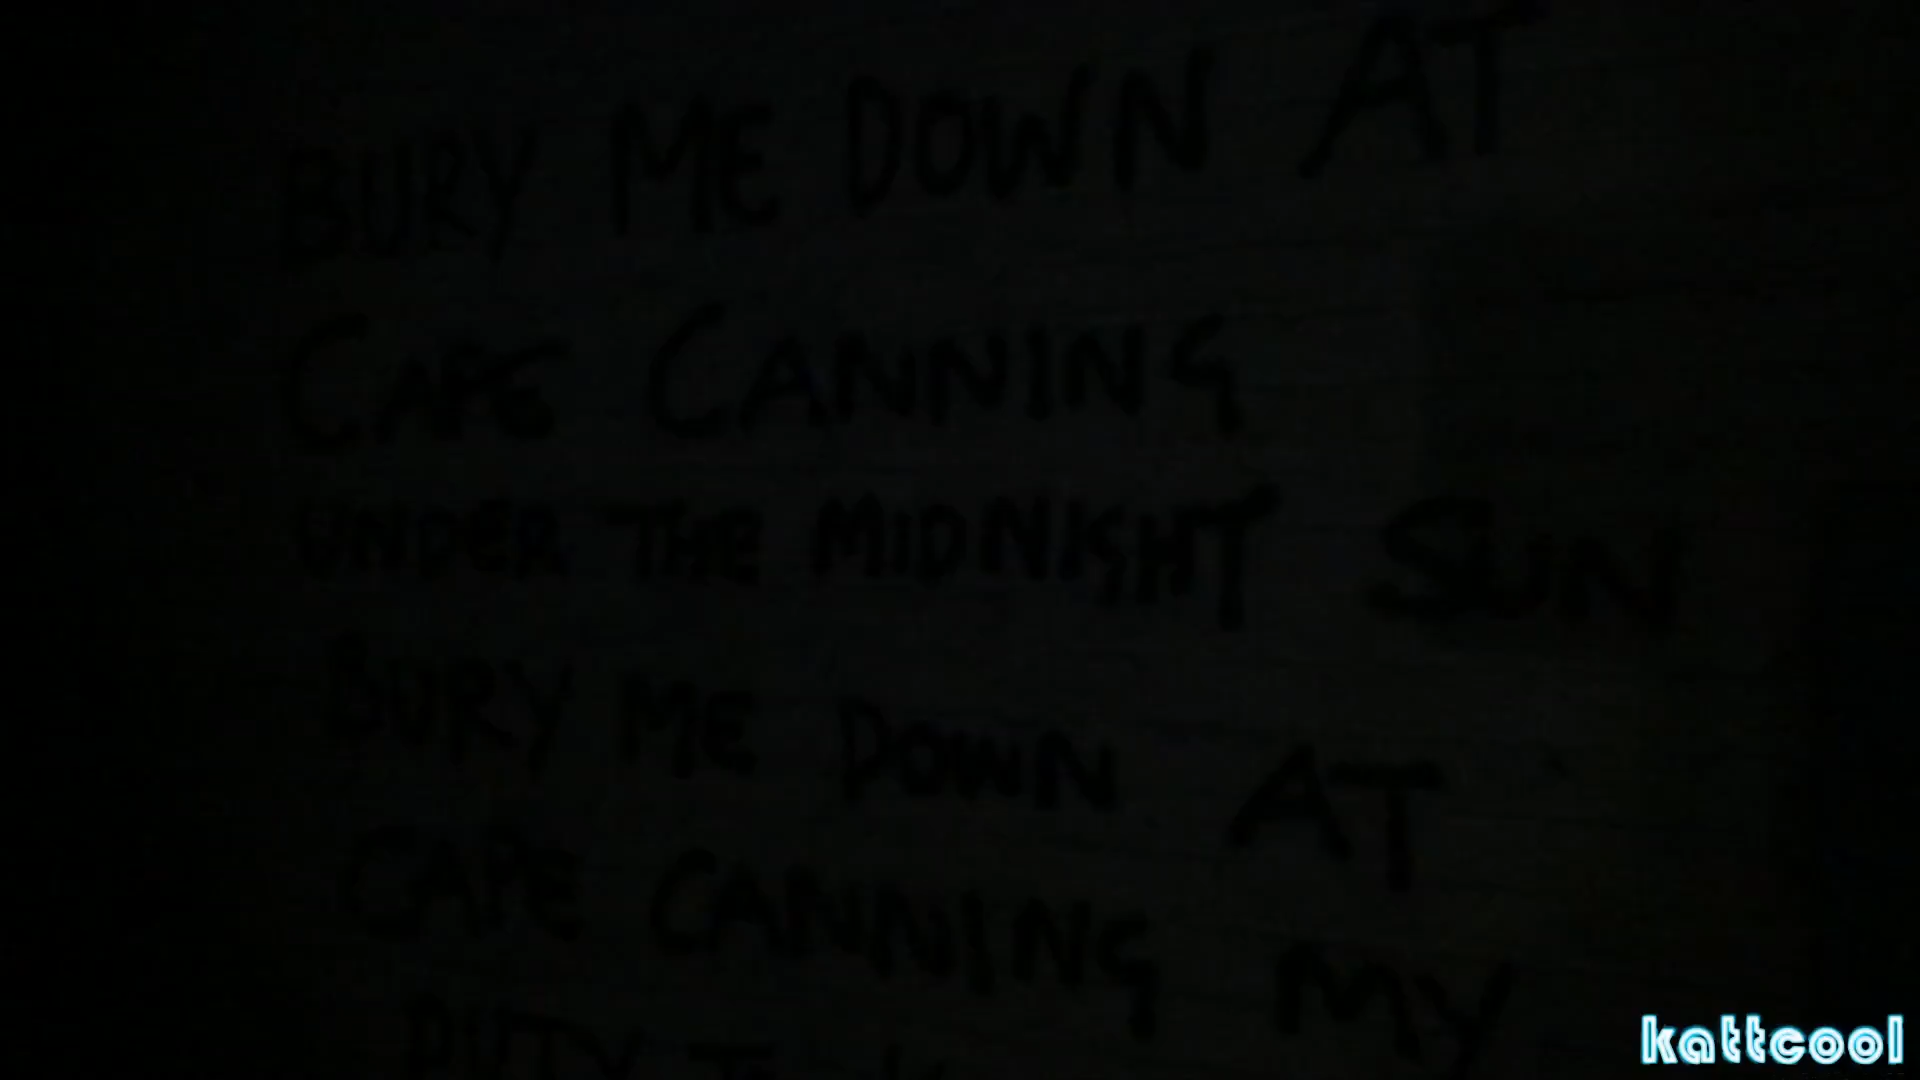 BURY ME DOWN AT
CAPE CANNING
UNDER THE MIDNIGHT SUN
BURY ME DOWN AT
CAPE CANNING MY
kattcool